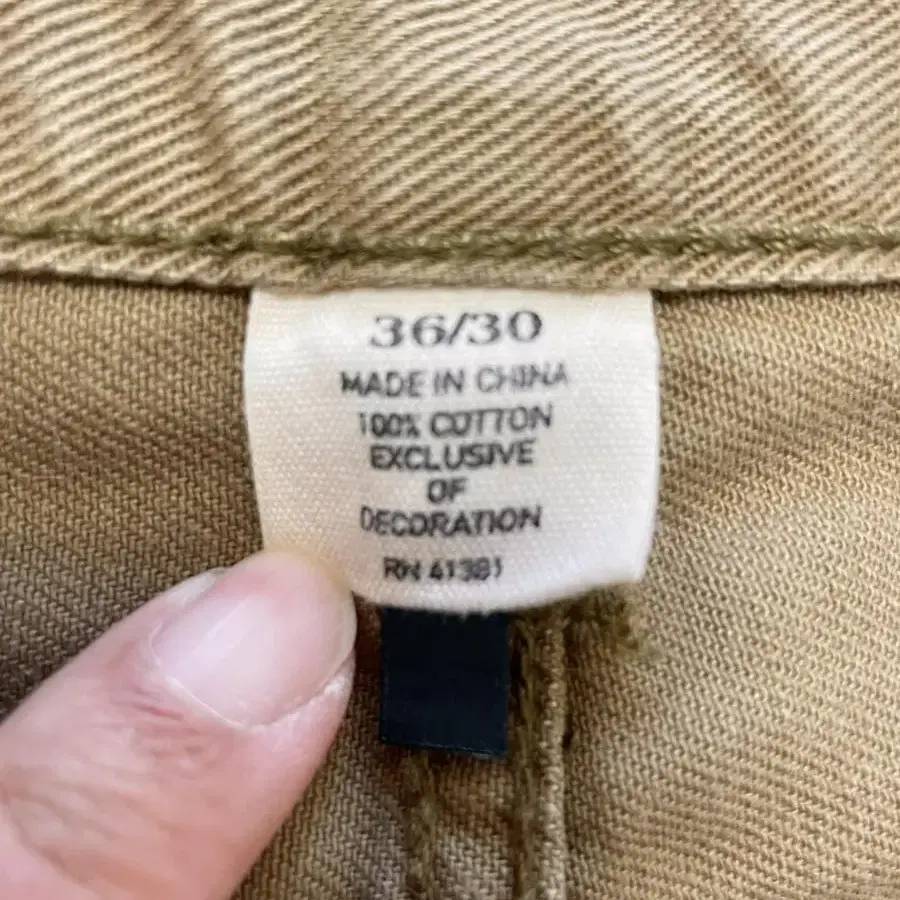 36/30
MADE IN CHINA
100% COTTON
EXCLUSIVE
OF
DECORATION
RN 41381